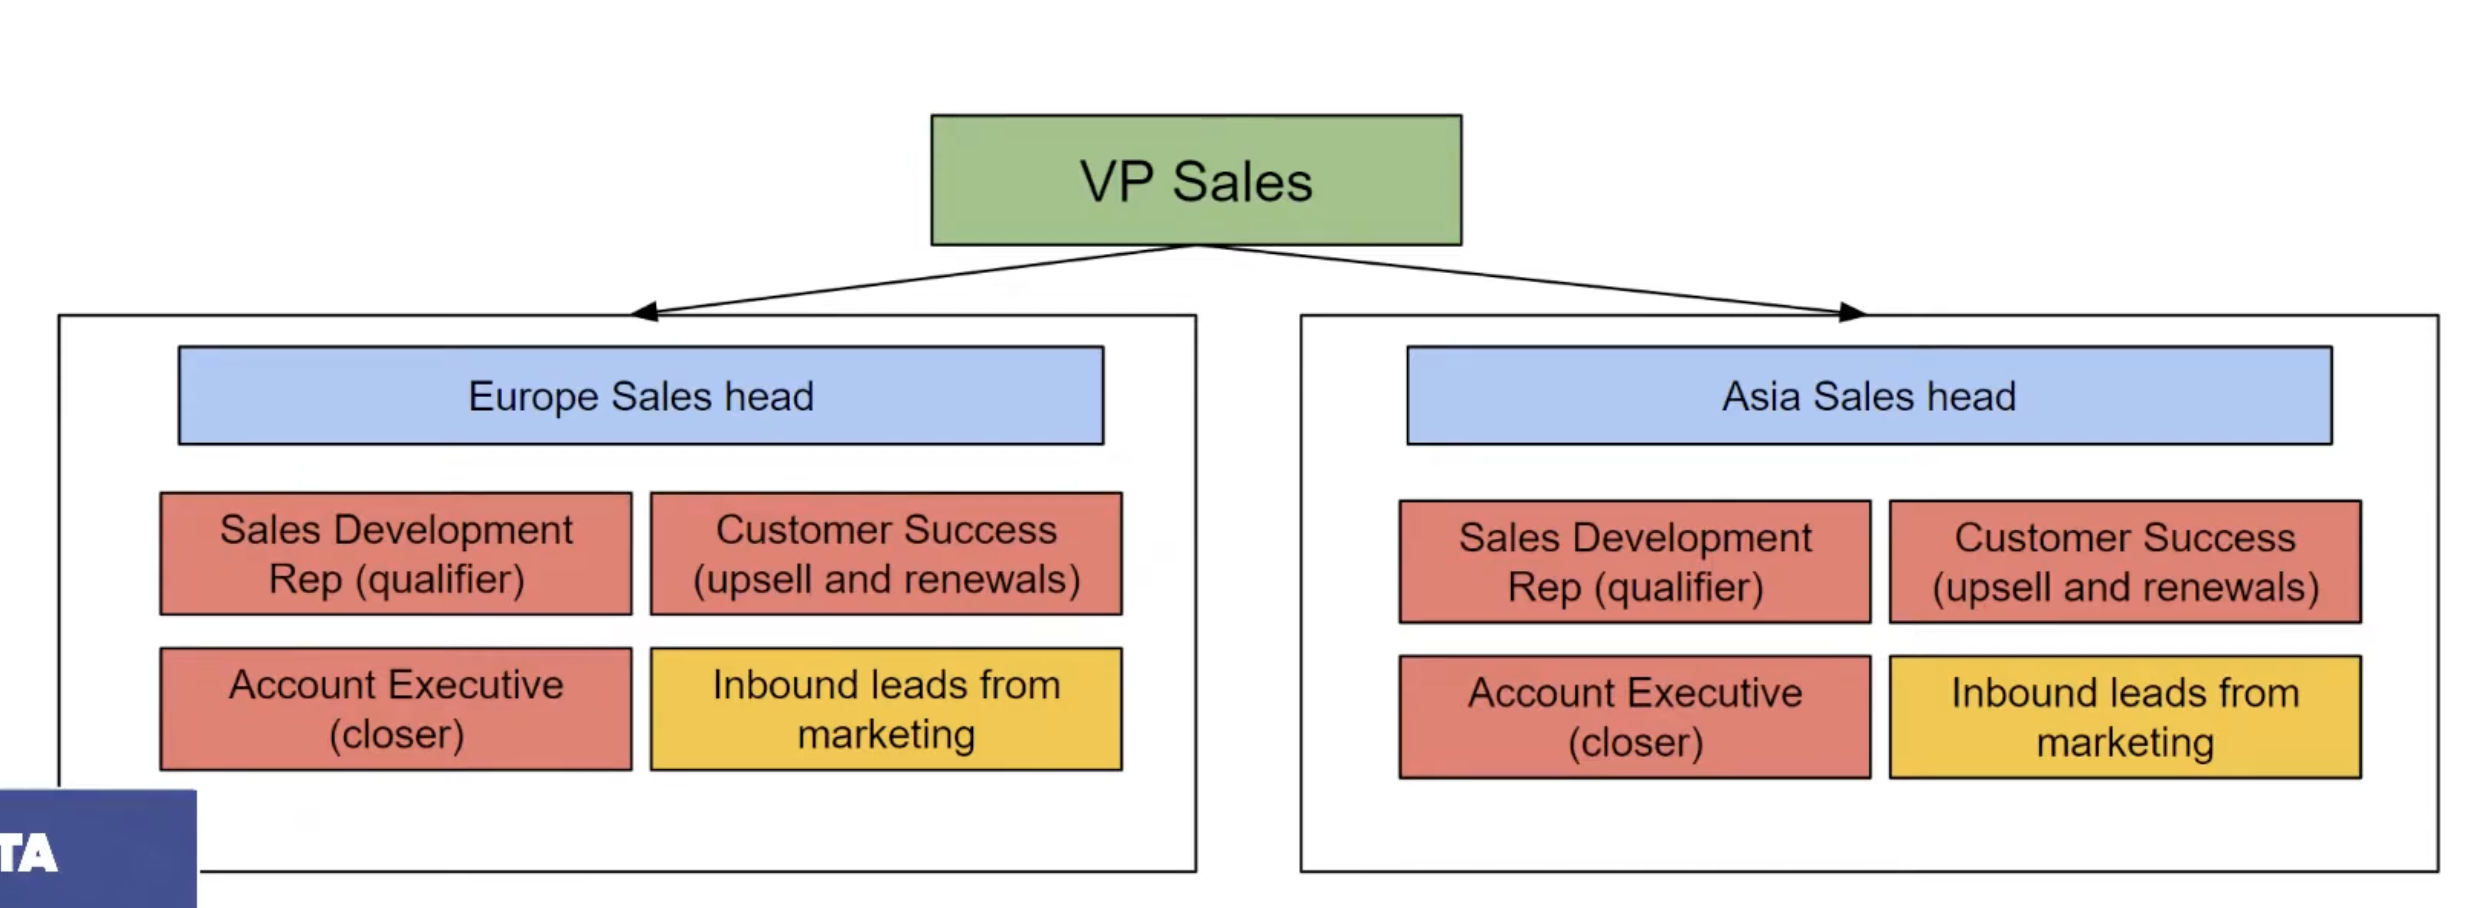 VP Sales
Europe Sales head
Sales Development
Rep (qualifier)
Customer Success
(upsell and renewals)
Account Executive
(closer)
Inbound leads from
marketing
Asia Sales head
Sales Development
Rep (qualifier)
Customer Success
(upsell and renewals)
Account Executive
(closer)
Inbound leads from
marketing
TA